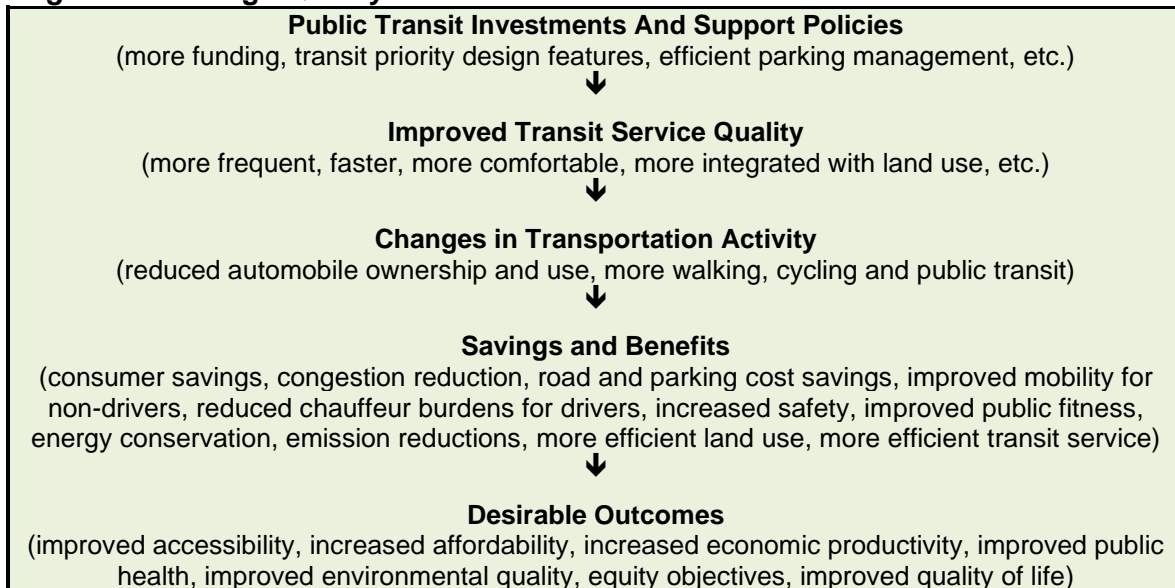 Public Transit Investments And Support Policies
(more funding, transit priority design features, efficient parking management, etc.)
🡻
Improved Transit Service Quality
(more frequent, faster, more comfortable, more integrated with land use, etc.)
🡻
Changes in Transportation Activity
(reduced automobile ownership and use, more walking, cycling and public transit)
🡻
Savings and Benefits
(consumer savings, congestion reduction, road and parking cost savings, improved mobility for
non-drivers, reduced chauffeur burdens for drivers, increased safety, improved public fitness,
energy conservation, emission reductions, more efficient land use, more efficient transit service)
🡻
Desirable Outcomes
(improved accessibility, increased affordability, increased economic productivity, improved public
health, improved environmental quality, equity objectives, improved quality of life)